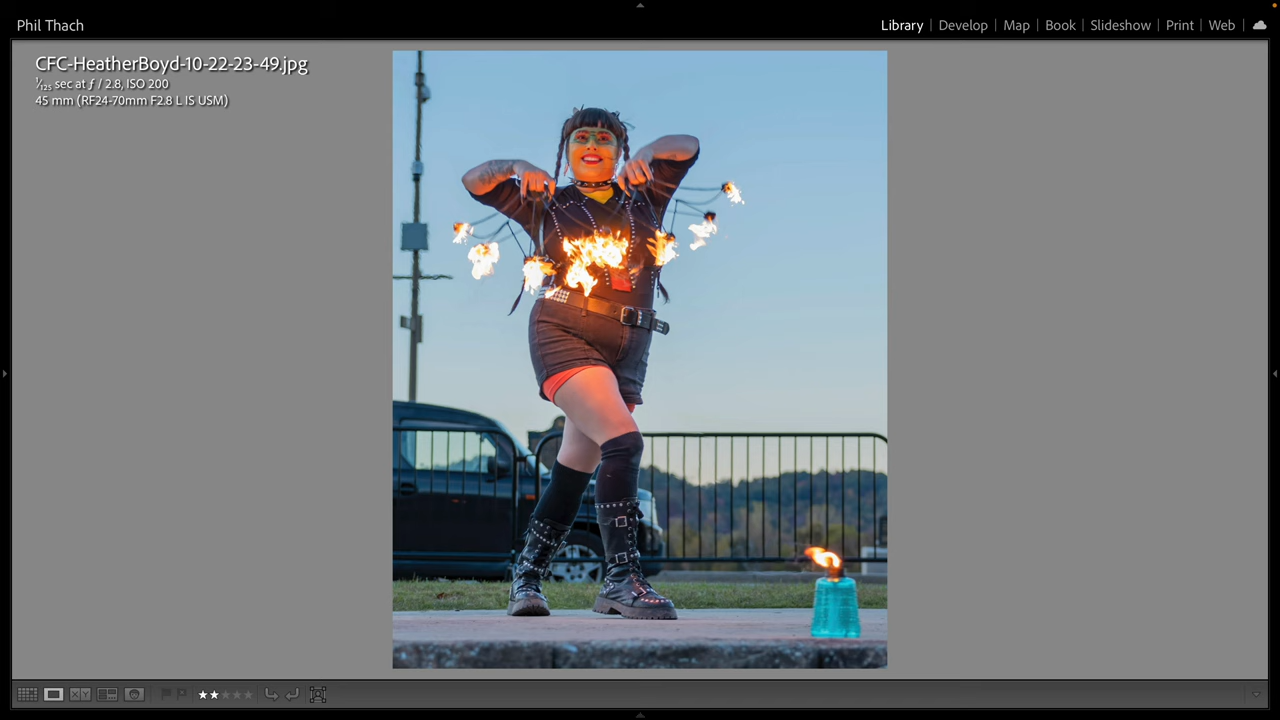 Phil Thach
Library | Develop | Map | Book | Slideshow | Print | Web
CFC-HeatherBoyd-10-22-23-49.jpg
1/125 sec at ƒ / 2.8, ISO 200
45 mm (RF24-70mm F2.8 L IS USM)
XY